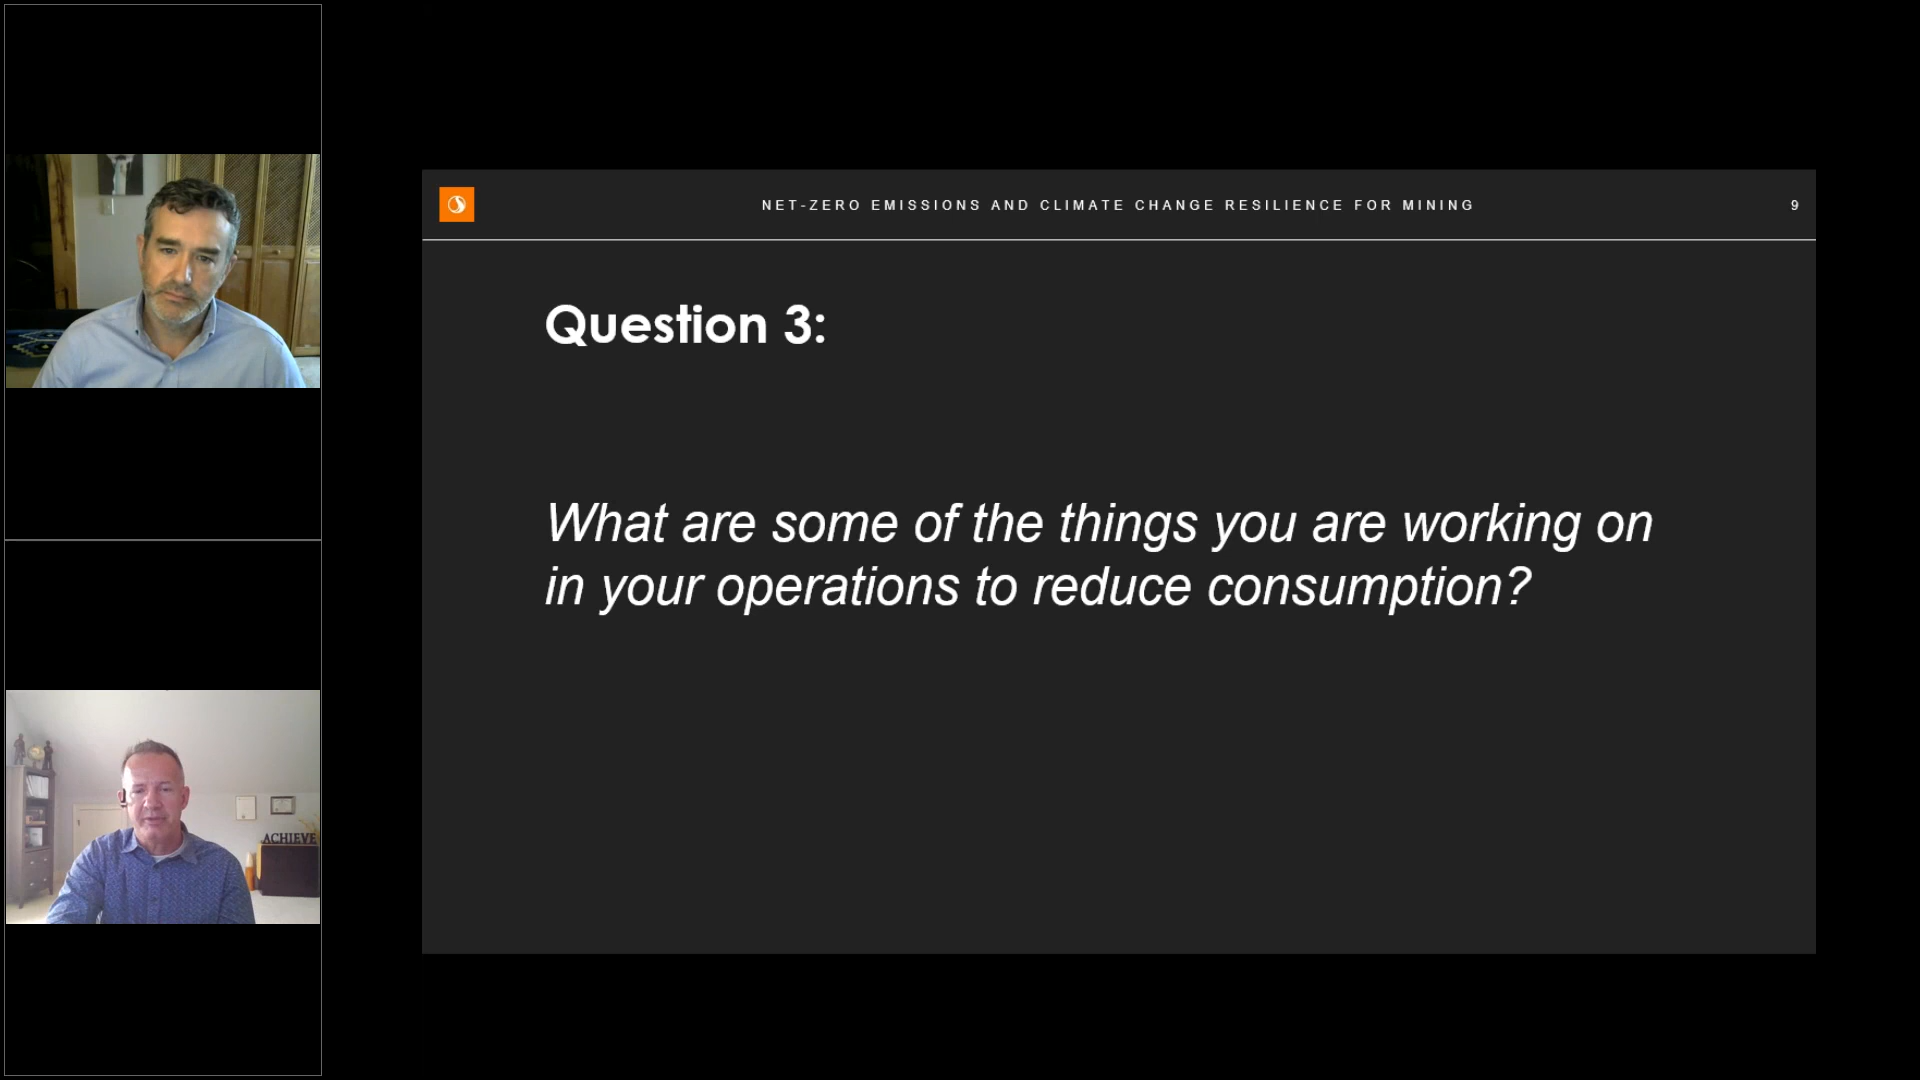 NET-ZERO EMISSIONS AND CLIMATE CHANGE RESILIENCE FOR MINING
9
Question 3:
What are some of the things you are working on
in your operations to reduce consumption?
ACHIEVE